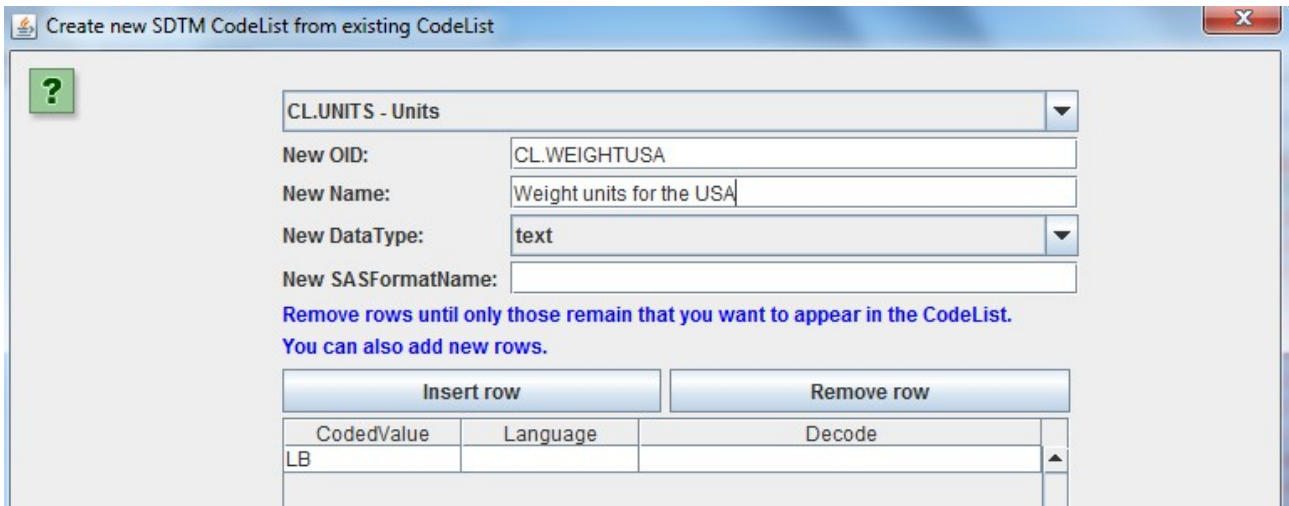 Create new SDTM CodeList from existing CodeList
?
CL.UNITS - Units
New OID: CL.WEIGHTUSA
New Name: Weight units for the USA
New DataType: text
New SASFormatName:
Remove rows until only those remain that you want to appear in the CodeList.
You can also add new rows.
Insert row Remove row
CodedValue Language Decode
LB